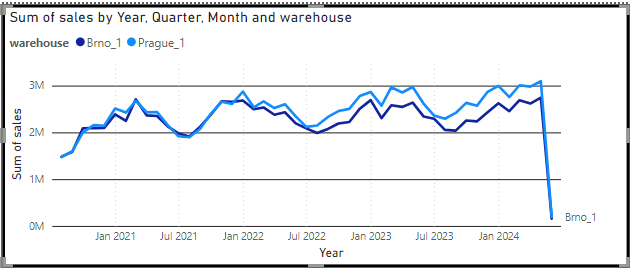 Sum of sales by Year, Quarter, Month and warehouse
warehouse Brno_1 Prague_1
Sum of sales
3M
2M
1M
0M
Brno_1
Jan 2021 Jul 2021 Jan 2022 Jul 2022 Jan 2023 Jul 2023 Jan 2024
Year